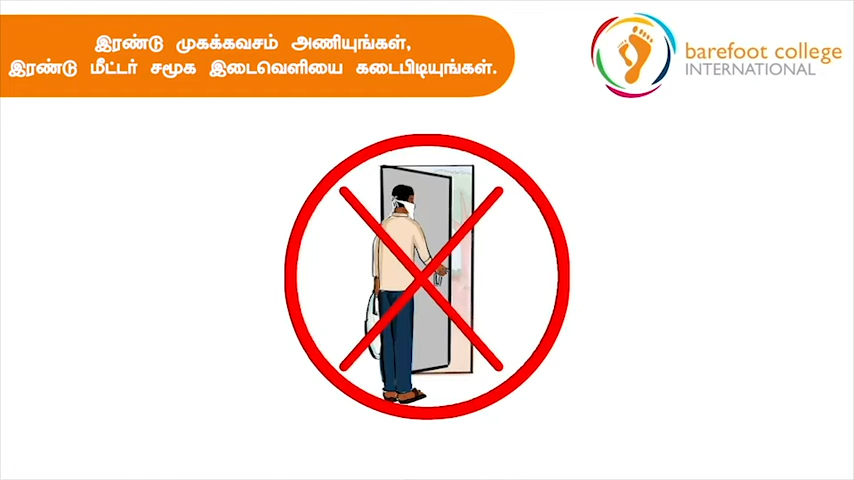 இரண்டு முகக்கவசம் அணியுங்கள்,
இரண்டு மீட்டர் சமூக இடைவெளியை கடைபிடியுங்கள்.
barefoot college
INTERNATIONAL